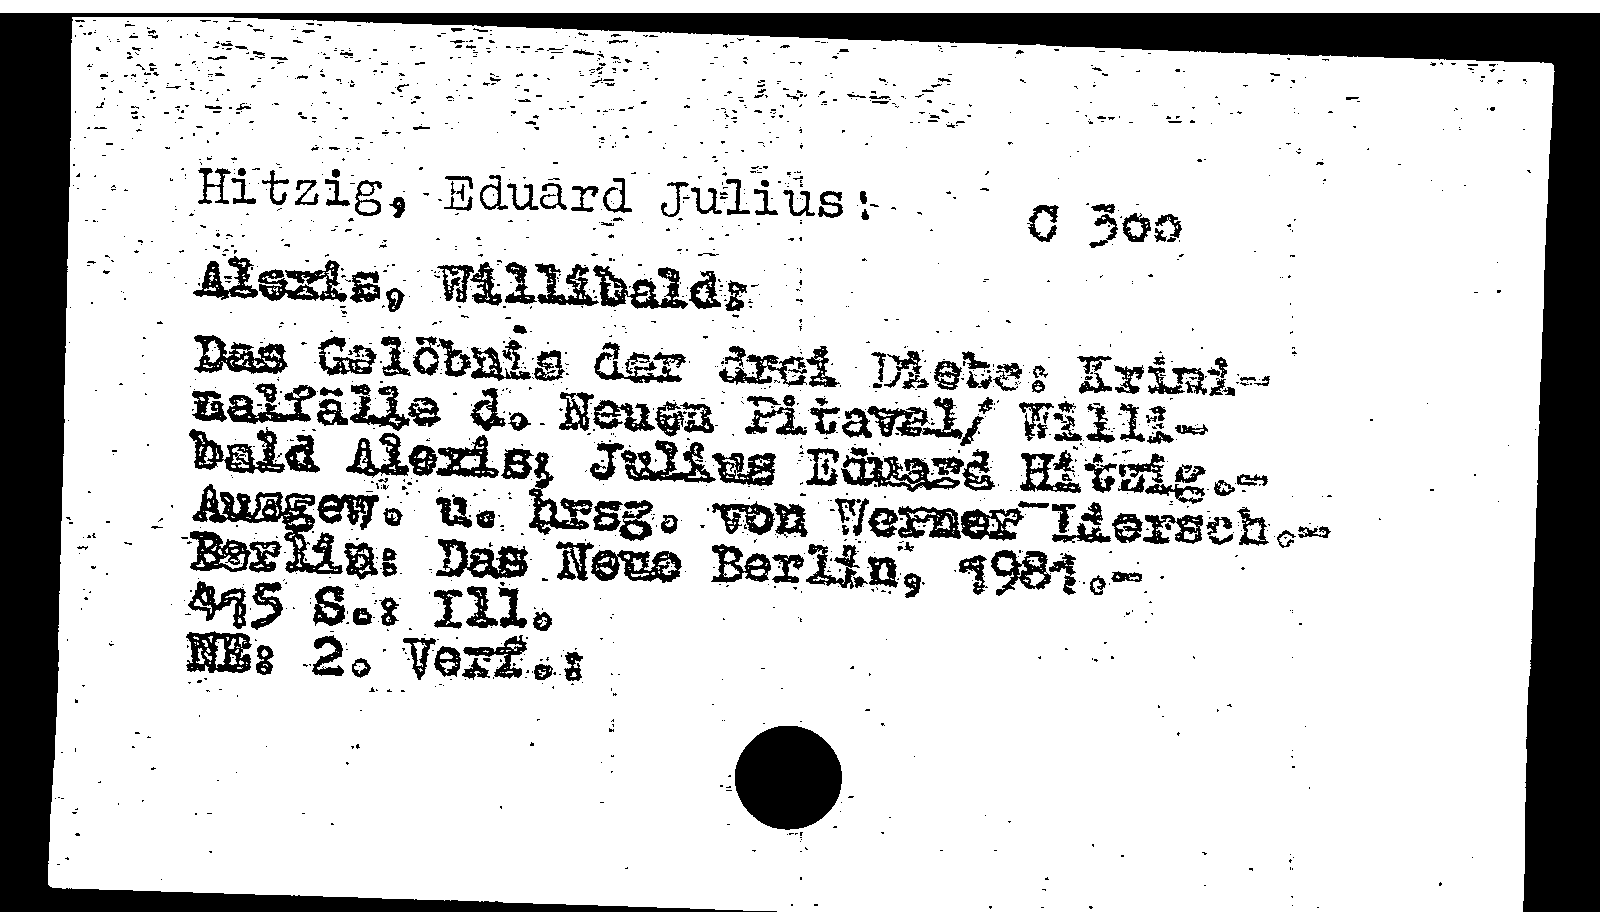 Hitzig, Eduard Julius:
C 300
Alexis, Willibald:
Das Gelöbnis der drei Diebe: Krimi-
nalfälle d. Neuen Pitaval/ Willi-
bald Alexis; Julius Eduard Hitzig.-
Ausgew. u. hrsg. von Werner Liersch.-
Berlin: Das Neue Berlin, 1981.-
415 S.: Ill.
NE: 2. Verf.: